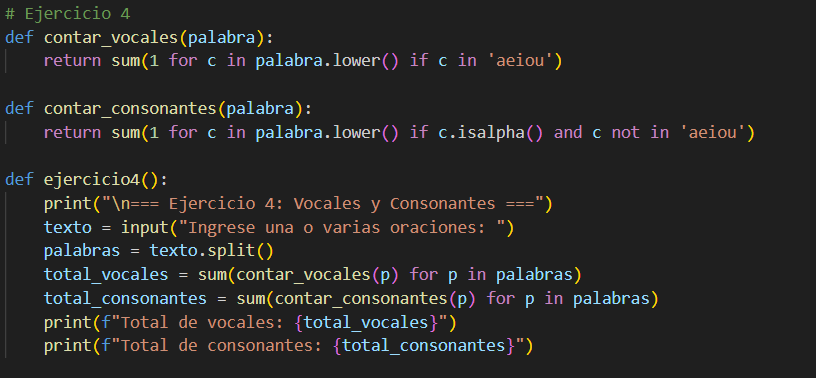 # Ejercicio 4
def contar_vocales(palabra):
    return sum(1 for c in palabra.lower() if c in 'aeiou')

def contar_consonantes(palabra):
    return sum(1 for c in palabra.lower() if c.isalpha() and c not in 'aeiou')

def ejercicio4():
    print("\n=== Ejercicio 4: Vocales y Consonantes ===")
    texto = input("Ingrese una o varias oraciones: ")
    palabras = texto.split()
    total_vocales = sum(contar_vocales(p) for p in palabras)
    total_consonantes = sum(contar_consonantes(p) for p in palabras)
    print(f"Total de vocales: {total_vocales}")
    print(f"Total de consonantes: {total_consonantes}")